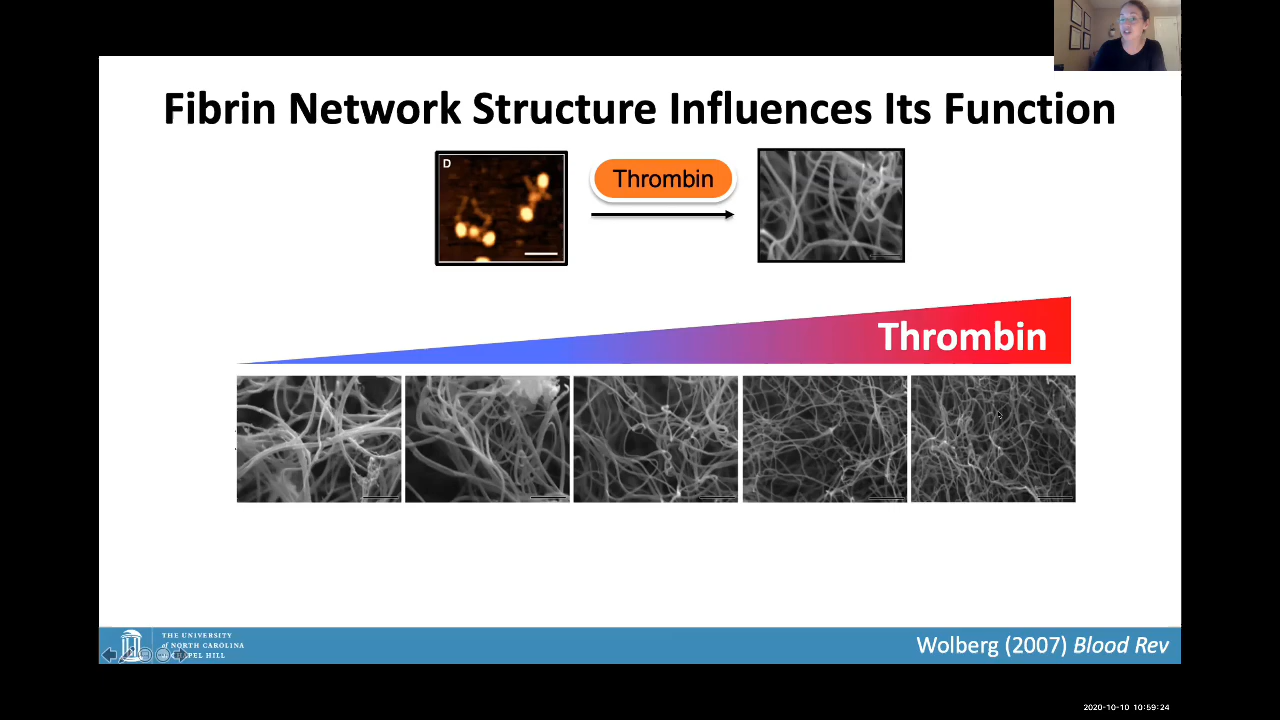 Fibrin Network Structure Influences Its Function
D
Thrombin
Thrombin
THE UNIVERSITY
of NORTH CAROLINA
PEL HILL
Wolberg (2007) Blood Rev
2020-10-10 10:59:24